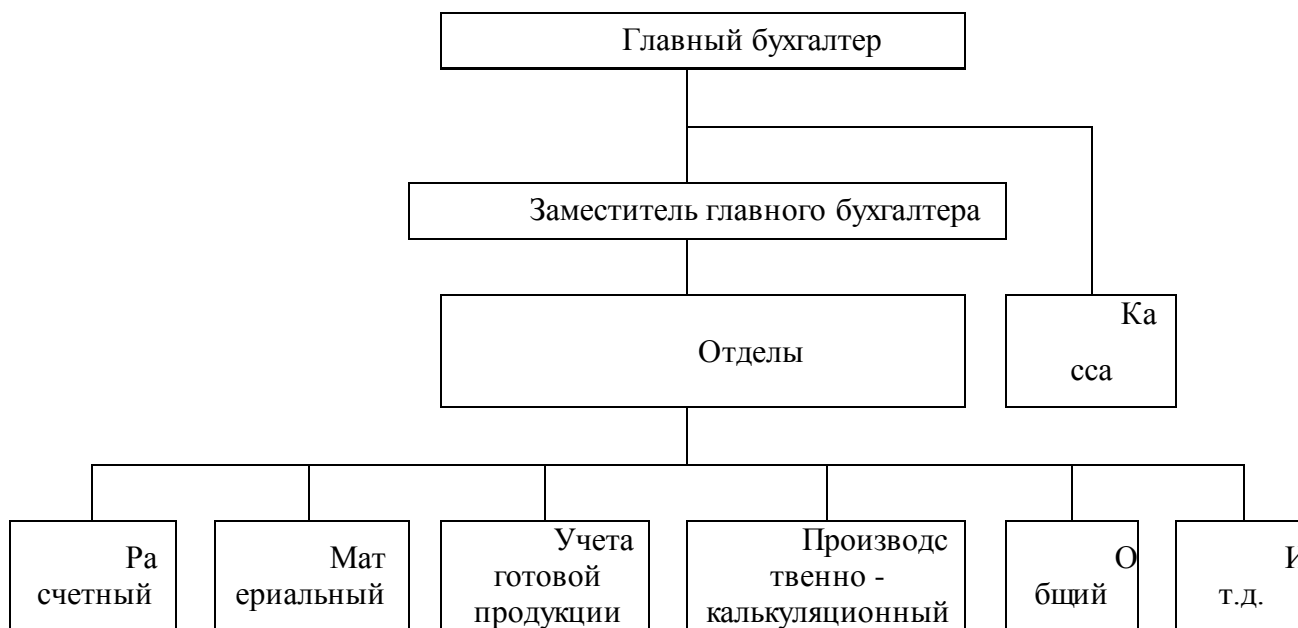 Главный бухгалтер
Заместитель главного бухгалтера
Отделы
Ка
сса
Ра
счетный
Мат
ериальный
Учета
готовой
продукции
Производс
твенно -
калькуляционный
О
бщий
И
т.д.